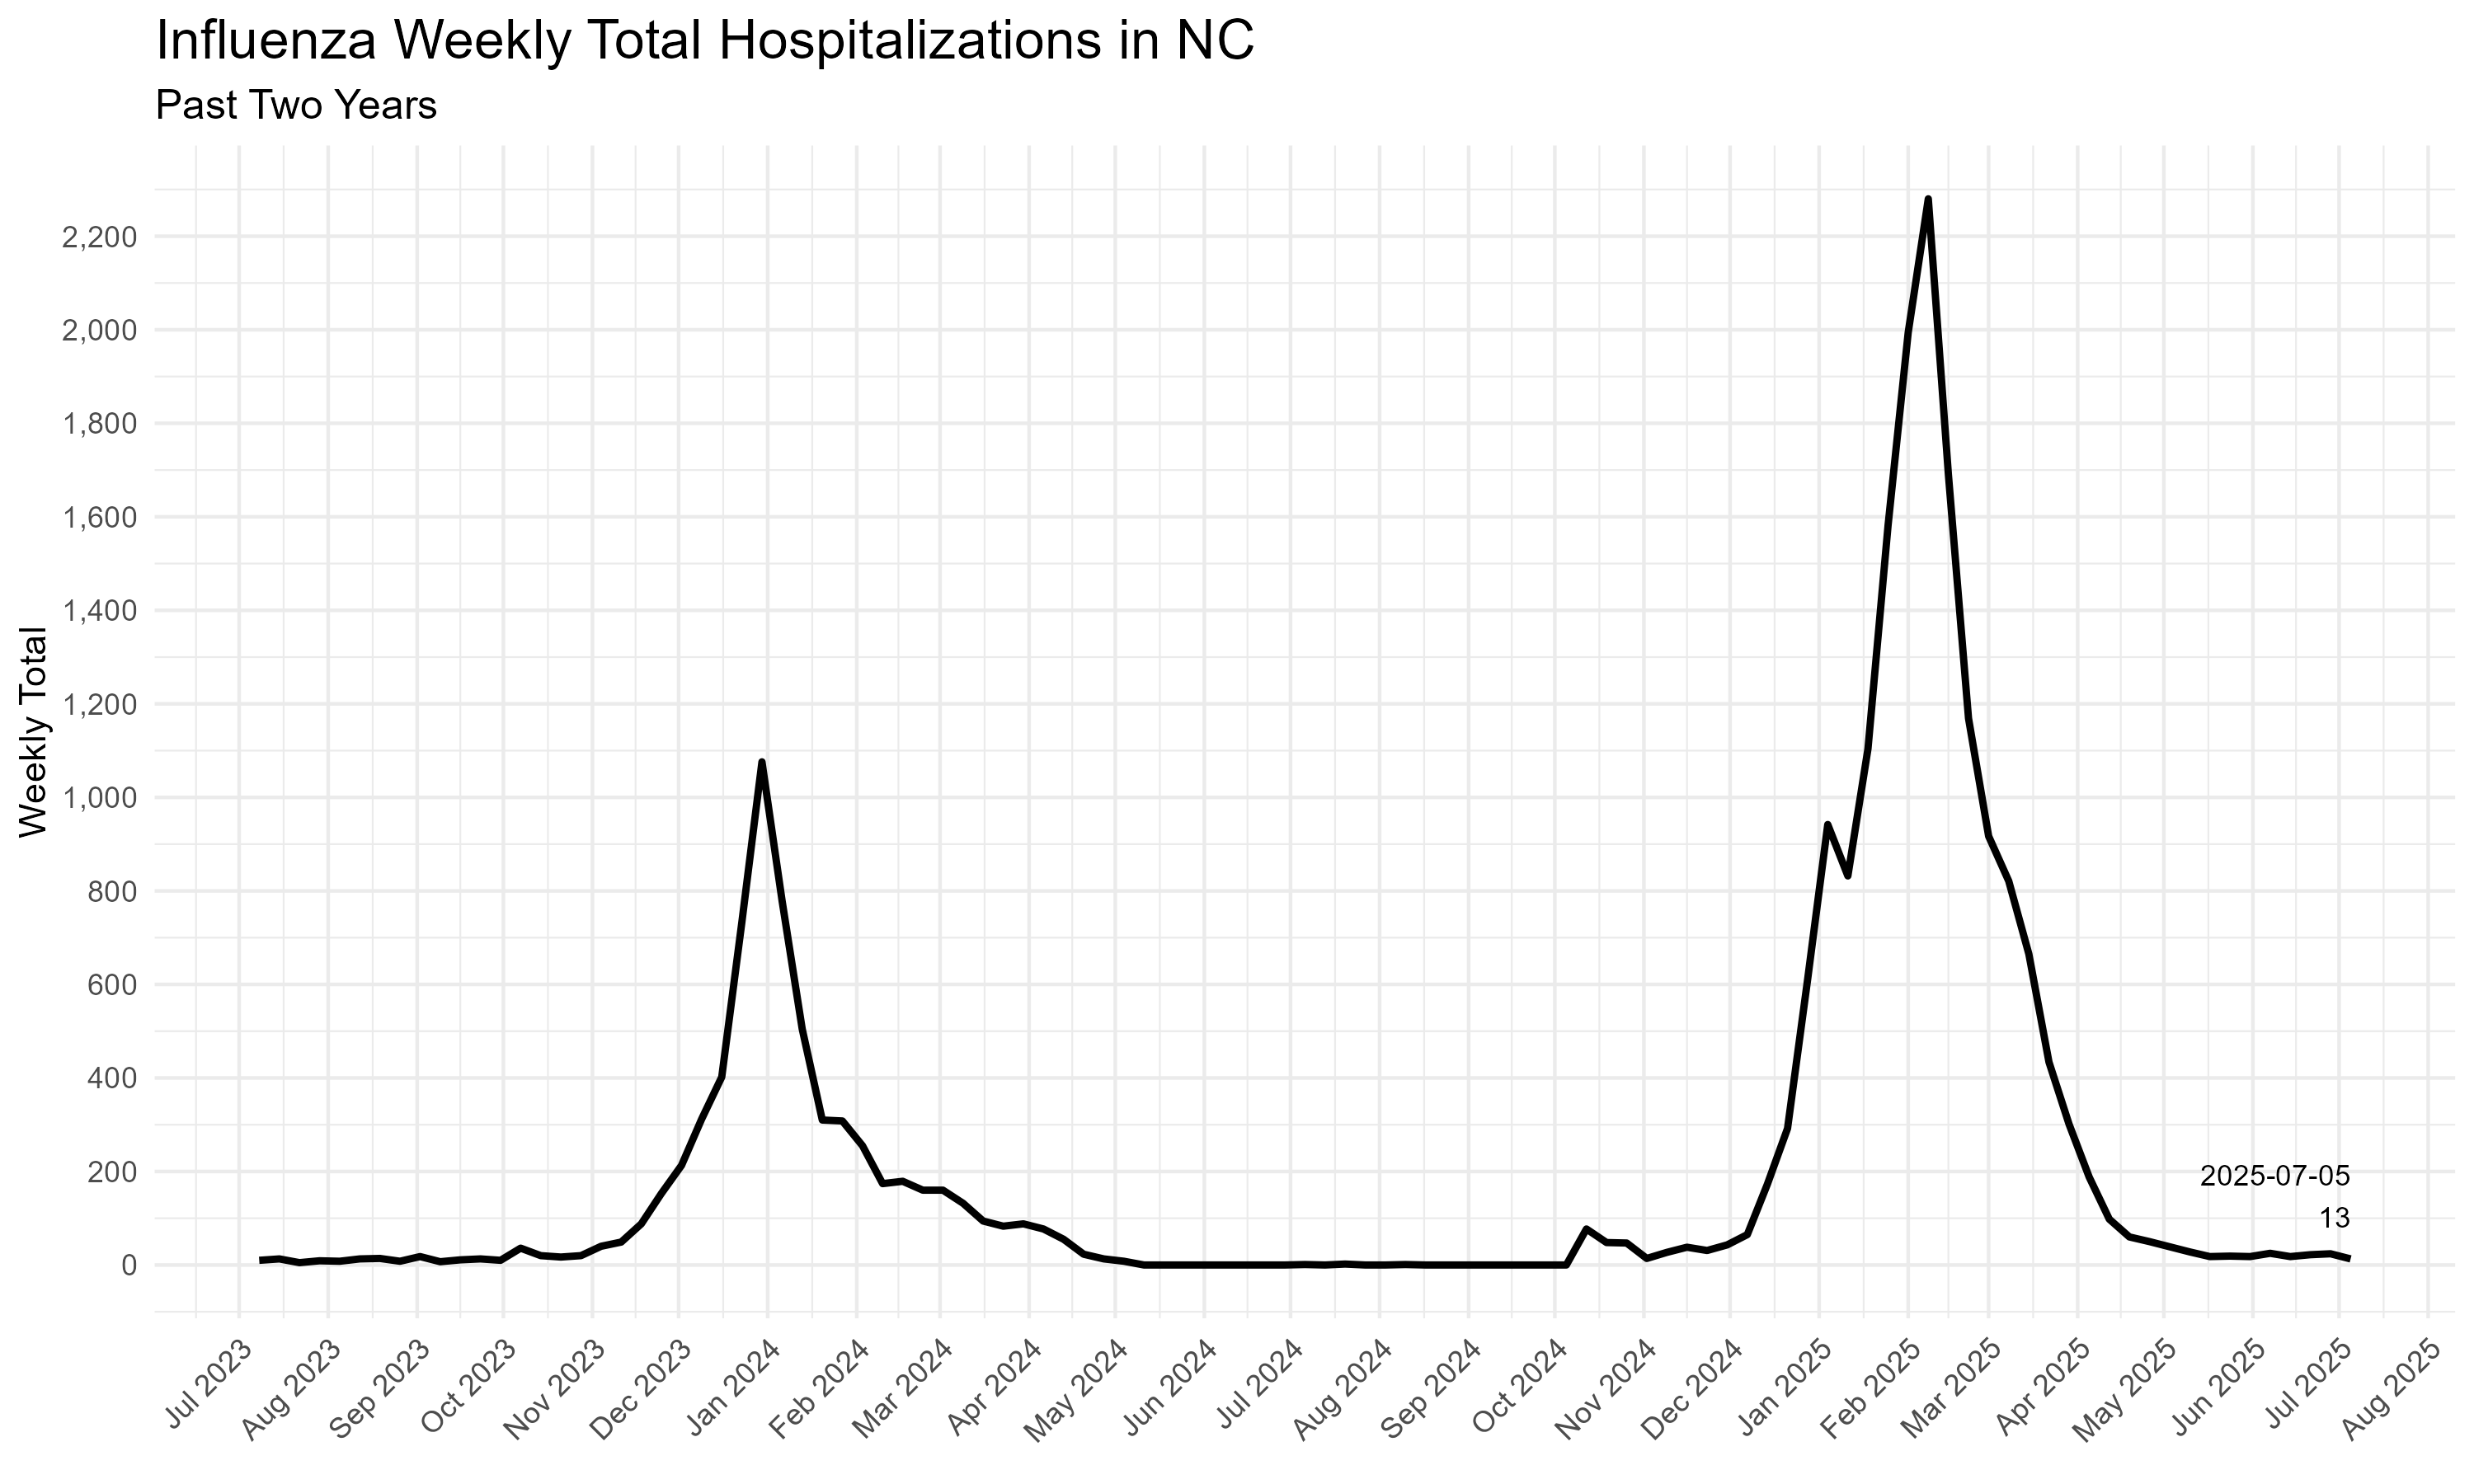 Influenza Weekly Total Hospitalizations in NC
Past Two Years
Weekly Total
2,200
2,000
1,800
1,600
1,400
1,200
1,000
800
600
400
200
0
2025-07-05
13
Jul 2023
Aug 2023
Sep 2023
Oct 2023
Nov 2023
Dec 2023
Jan 2024
Feb 2024
Mar 2024
Apr 2024
May 2024
Jun 2024
Jul 2024
Aug 2024
Sep 2024
Oct 2024
Nov 2024
Dec 2024
Jan 2025
Feb 2025
Mar 2025
Apr 2025
May 2025
Jun 2025
Jul 2025
Aug 2025